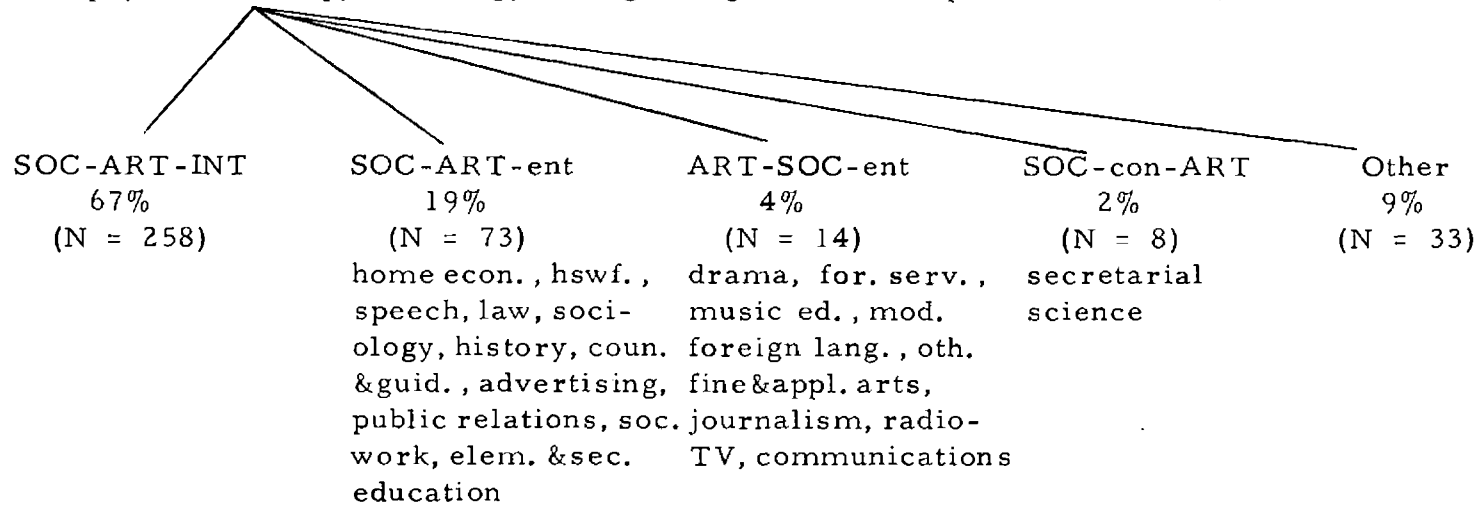 SOC-ART-INT SOC-ART-ent ART-SOC-ent SOC-con-ART Other
67% 19% 4% 2% 9%
(N = 258) (N = 73) (N = 14) (N = 8) (N = 33)
home econ., hswf., drama, for. serv., secretarial
speech, law, soci- music ed., mod. science
ology, history, coun. foreign lang., oth.
&guid., advertising, fine&appl. arts,
public relations, soc. journalism, radio-
work, elem. &sec. TV, communications
education